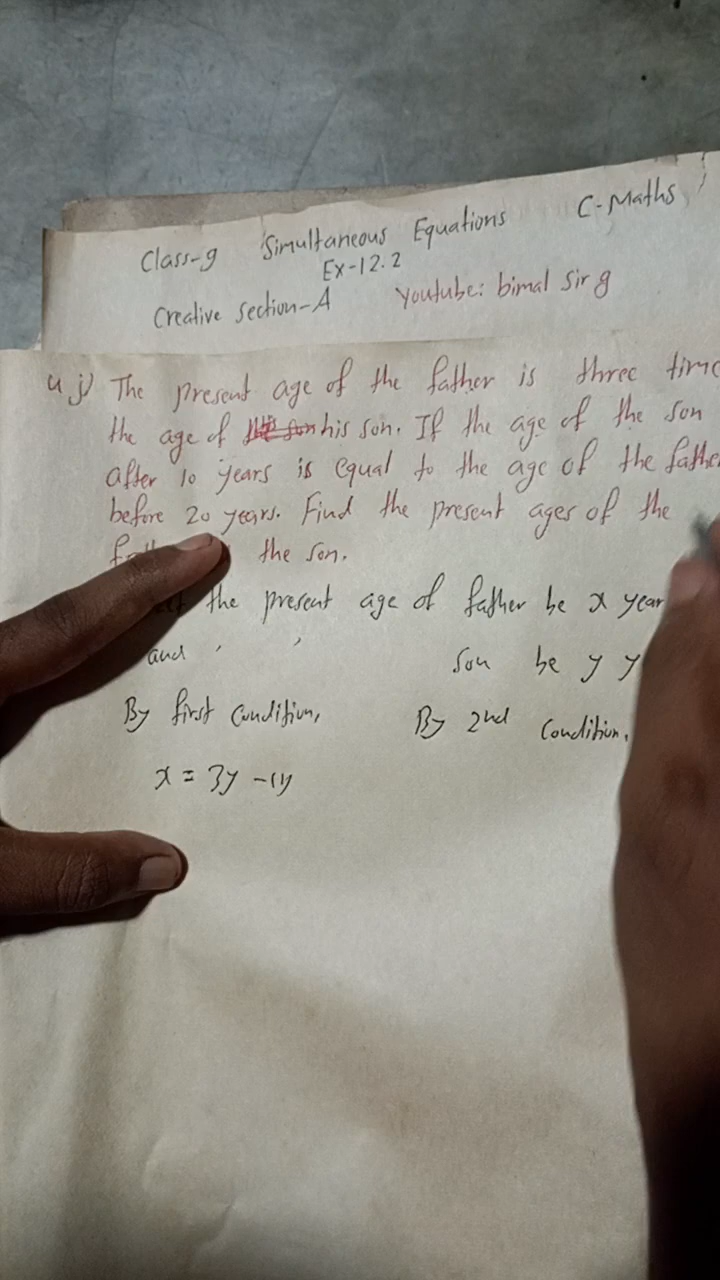 Class-9 Simultaneous Equations C-Maths
Ex-12.2
Creative Section-A Youtube: bimal Sir g
The present age of the father is three time
the age of his son. If the age of the son
after 10 years is equal to the age of the fathe
before 20 years. Find the present ages of the
the son.
the present age of father be x year
and ' ' Son be y y
By first Condition, By 2nd Condition,
x = 3y -(1)